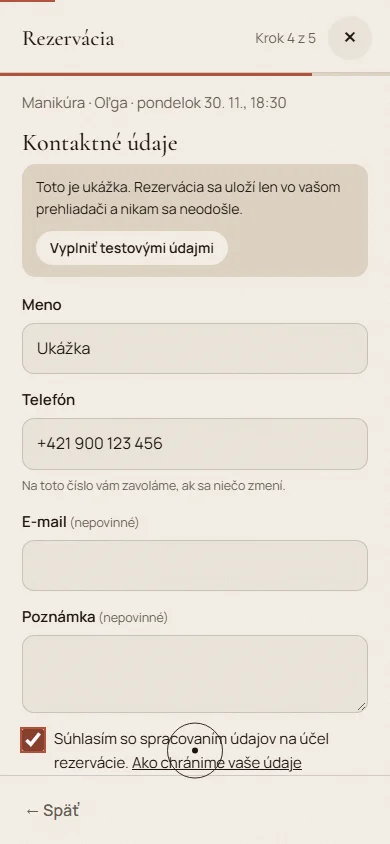 Rezervácia
Krok 4 z 5
Manikúra · Oľga · pondelok 30. 11., 18:30
Kontaktné údaje
Toto je ukážka. Rezervácia sa uloží len vo vašom
prehliadači a nikam sa neodošle.
Vyplniť testovými údajmi
Meno
Ukážka
Telefón
+421 900 123 456
Na toto číslo vám zavoláme, ak sa niečo zmení.
E-mail (nepovinné)
Poznámka (nepovinné)
Súhlasím so spracovaním údajov na účel
rezervácie. Ako chránime vaše údaje
← Späť